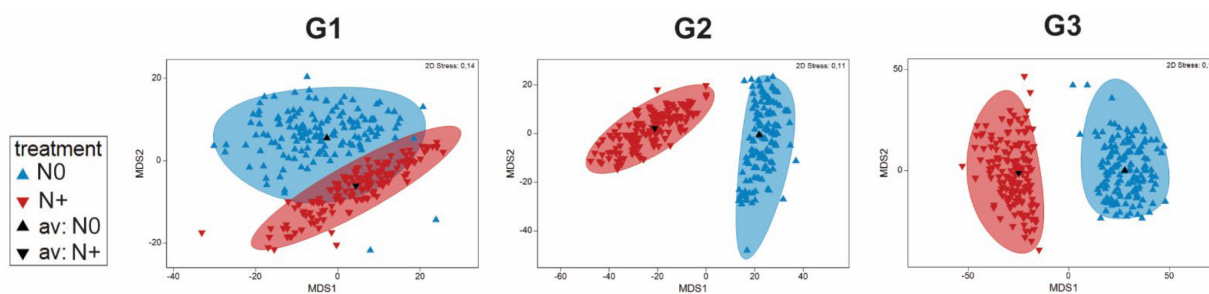 G1
G2
G3
treatment
N0
N+
av: N0
av: N+
2D Stress: 0,14
20
0
-20
MDS2
-40
-20
0
20
MDS1
2D Stress: 0,11
20
0
-20
-40
MDS2
-60
-40
-20
0
20
40
MDS1
2D Stress: 0,1
50
0
MDS2
-50
0
50
MDS1